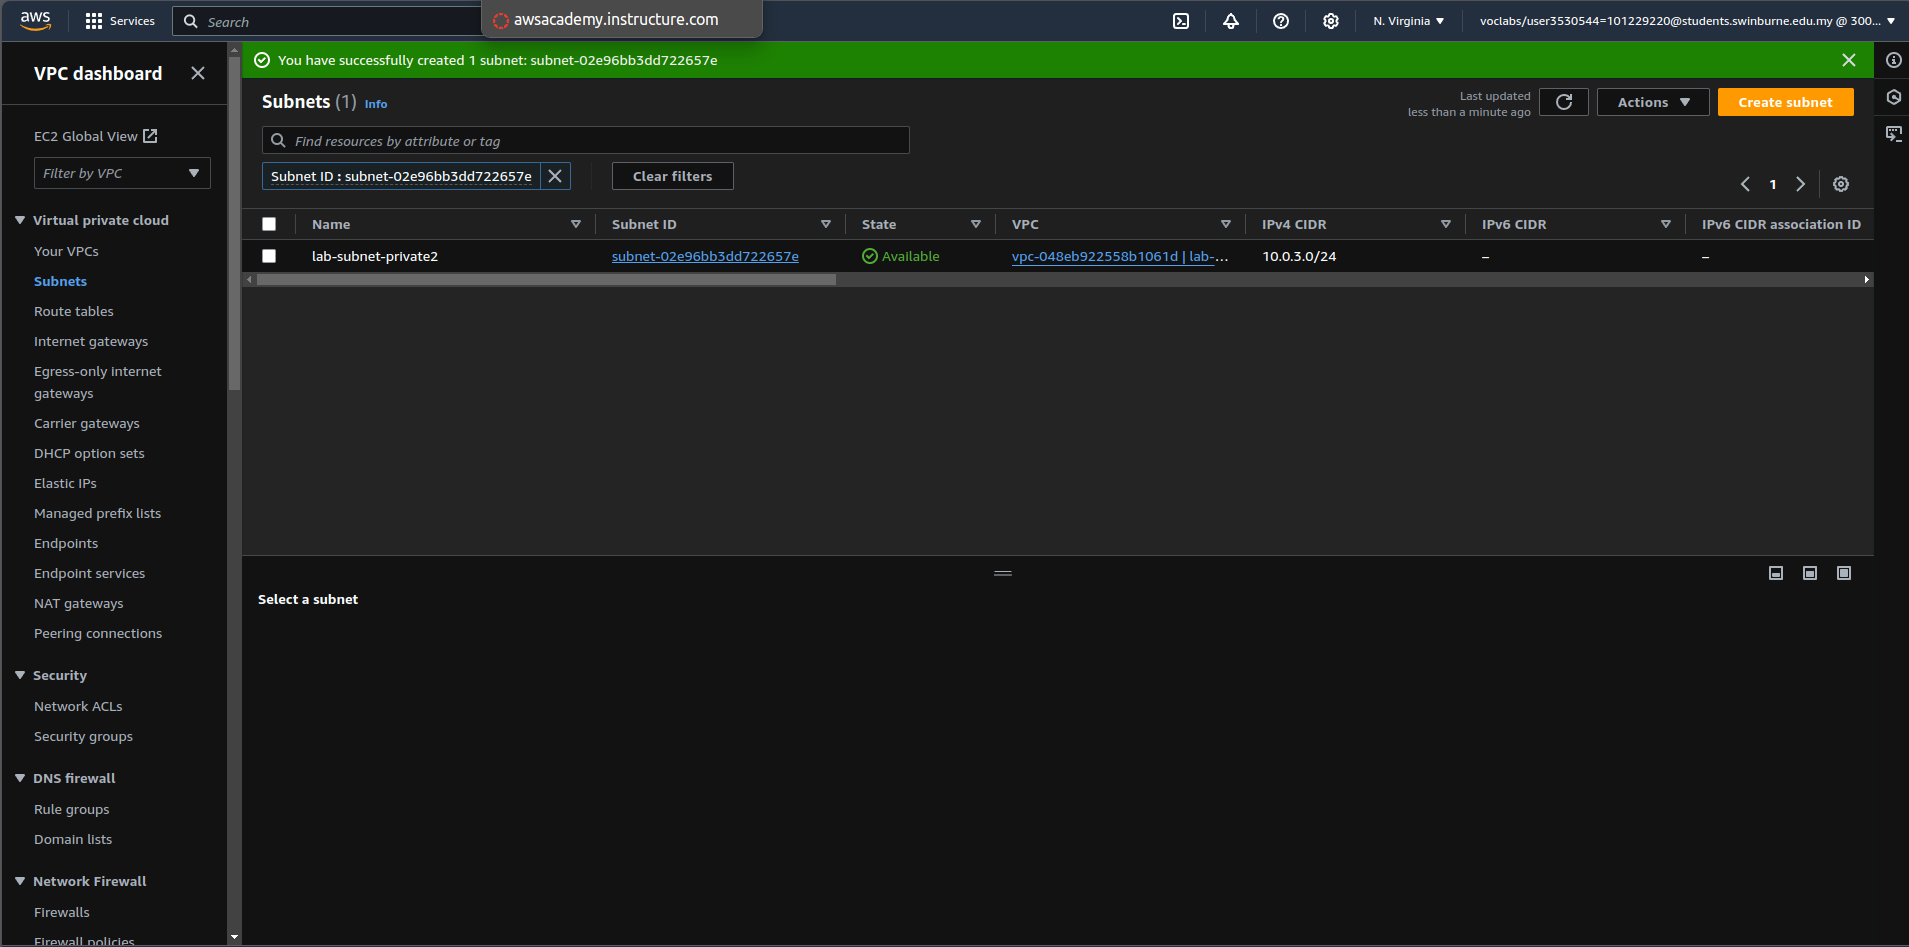 aws
Services
Search
awsacademy.instructure.com
N. Virginia
voclabs/user3530544=101229220@students.swinburne.edu.my @ 300...
VPC dashboard
EC2 Global View
Filter by VPC
Virtual private cloud
Your VPCs
Subnets
Route tables
Internet gateways
Egress-only internet
gateways
Carrier gateways
DHCP option sets
Elastic IPs
Managed prefix lists
Endpoints
Endpoint services
NAT gateways
Peering connections
Security
Network ACLs
Security groups
DNS firewall
Rule groups
Domain lists
Network Firewall
Firewalls
Firewall policies
You have successfully created 1 subnet: subnet-02e96bb3dd722657e
Subnets (1) Info
Last updated
less than a minute ago
Actions
Create subnet
Find resources by attribute or tag
Subnet ID : subnet-02e96bb3dd722657e
Clear filters
1
Name Subnet ID State VPC IPv4 CIDR IPv6 CIDR IPv6 CIDR association ID
lab-subnet-private2 subnet-02e96bb3dd722657e Available vpc-048eb922558b1061d | lab-... 10.0.3.0/24 – –
Select a subnet